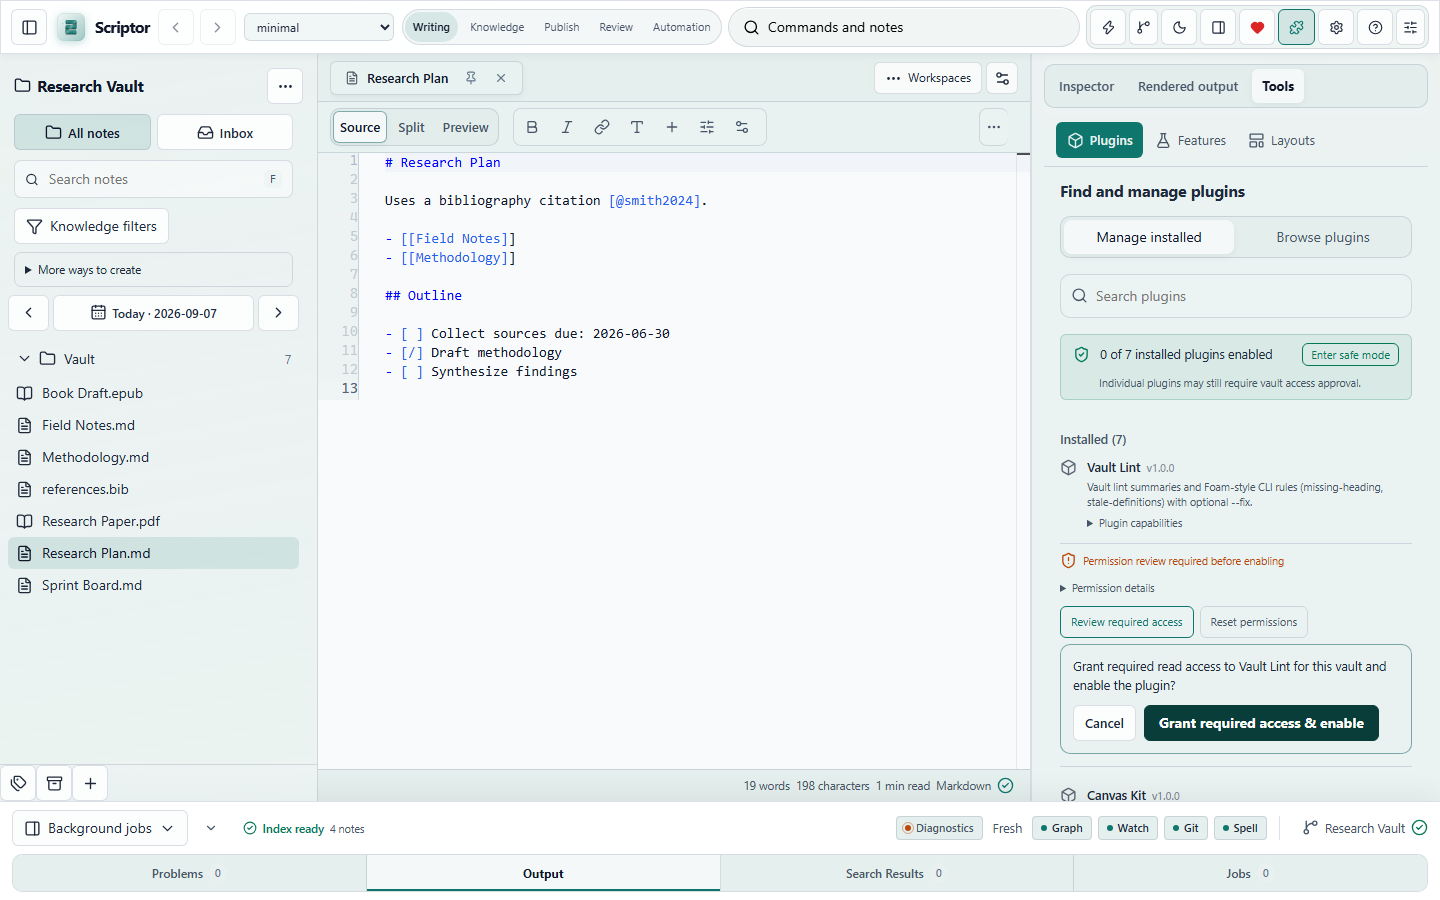 Scriptor
minimal
Writing
Knowledge
Publish
Review
Automation
Commands and notes
Research Vault
All notes
Inbox
Search notes
F
Knowledge filters
More ways to create
Today · 2026-09-07
Vault
7
Book Draft.epub
Field Notes.md
Methodology.md
references.bib
Research Paper.pdf
Research Plan.md
Sprint Board.md
Research Plan
Workspaces
Source
Split
Preview
1 # Research Plan
2
3 Uses a bibliography citation [@smith2024].
4
5 - [[Field Notes]]
6 - [[Methodology]]
7
8 ## Outline
9
10 - [ ] Collect sources due: 2026-06-30
11 - [/] Draft methodology
12 - [ ] Synthesize findings
13
19 words 198 characters 1 min read Markdown
Inspector
Rendered output
Tools
Plugins
Features
Layouts
Find and manage plugins
Manage installed
Browse plugins
Search plugins
0 of 7 installed plugins enabled
Enter safe mode
Individual plugins may still require vault access approval.
Installed (7)
Vault Lint v1.0.0
Vault lint summaries and Foam-style CLI rules (missing-heading,
stale-definitions) with optional --fix.
Plugin capabilities
Permission review required before enabling
Permission details
Review required access
Reset permissions
Grant required read access to Vault Lint for this vault and
enable the plugin?
Cancel
Grant required access & enable
Canvas Kit v1.0.0
Background jobs
Index ready 4 notes
Diagnostics
Fresh
Graph
Watch
Git
Spell
Research Vault
Problems 0
Output
Search Results 0
Jobs 0